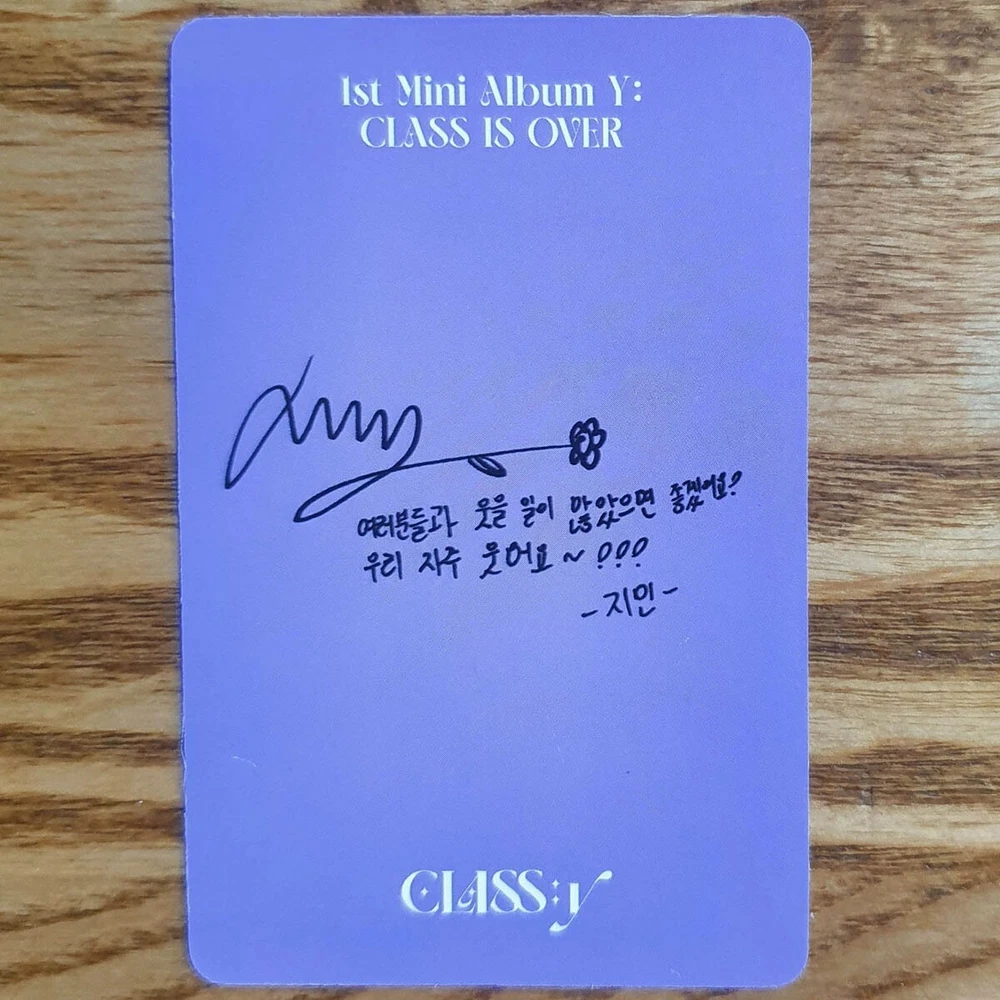 1st Mini Album Y:
CLASS IS OVER
여러분들과 웃을 일이 많았으면 좋겠어요?
우리 자주 웃어요~???
-지민-
CLASS:y